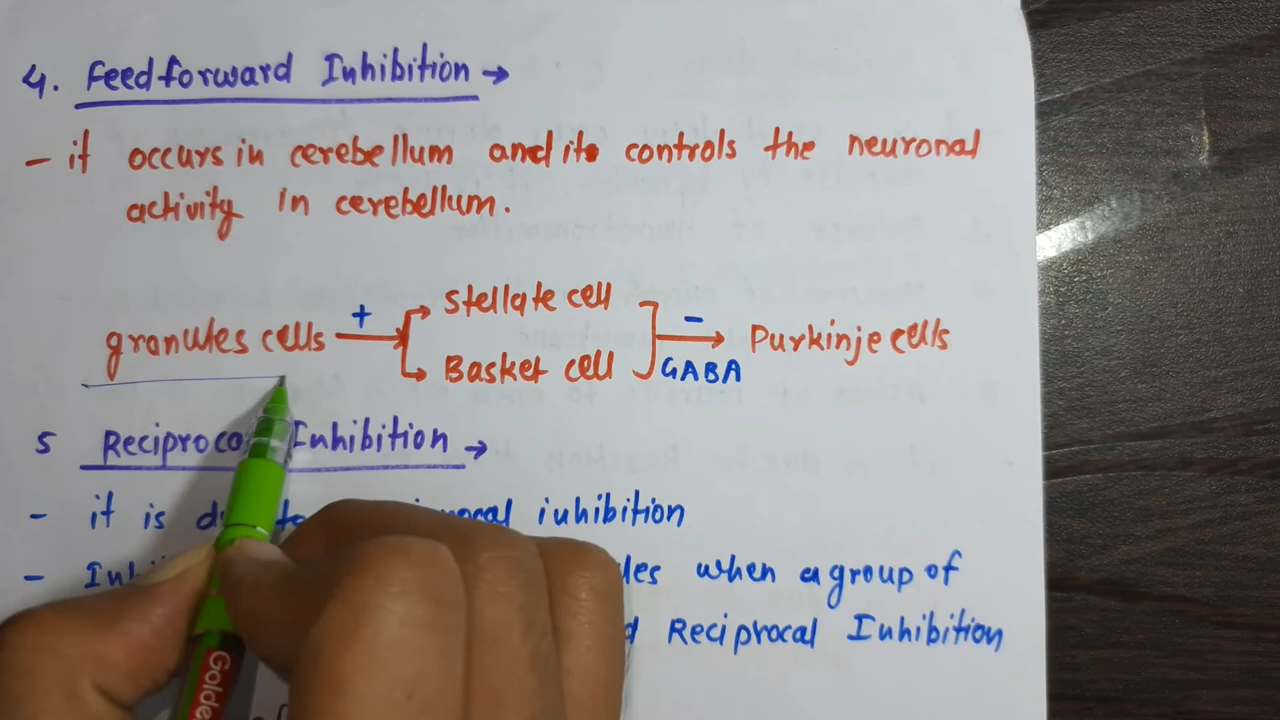 4. Feedforward Inhibition →
- it occurs in cerebellum and its controls the neuronal
activity in cerebellum.
granules cells + → Stellate cell
Basket cell - → GABA Purkinje cells
5 Reciprocal Inhibition →
- it is inhibition
- when a group of
Reciprocal Inhibition
Golde